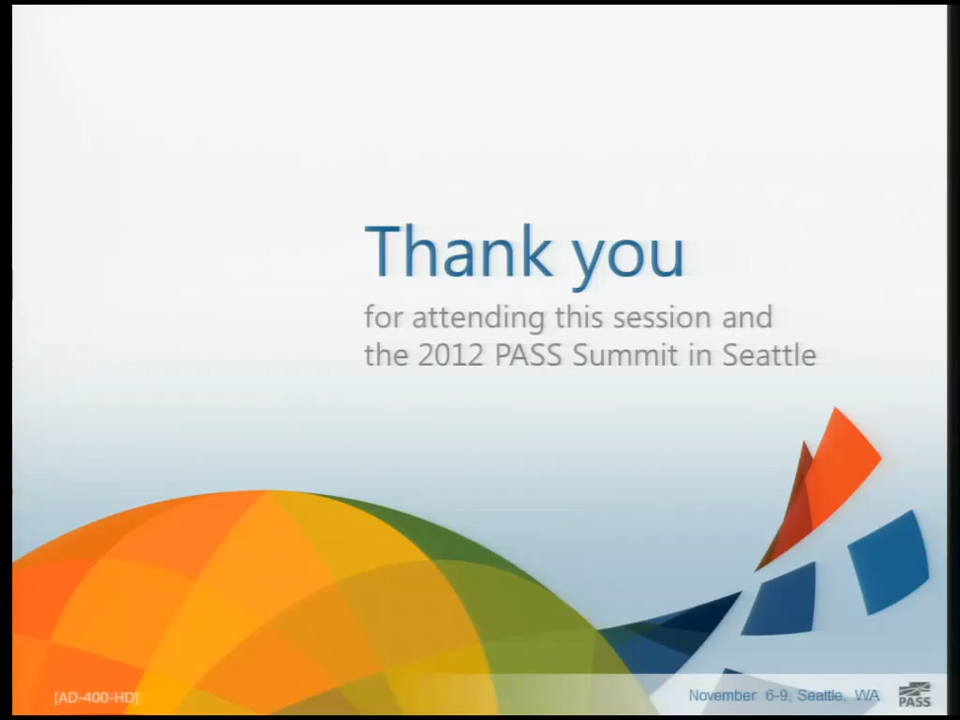 Thank you
for attending this session and
the 2012 PASS Summit in Seattle
[AD-400-HD]
November 6-9, Seattle, WA
PASS